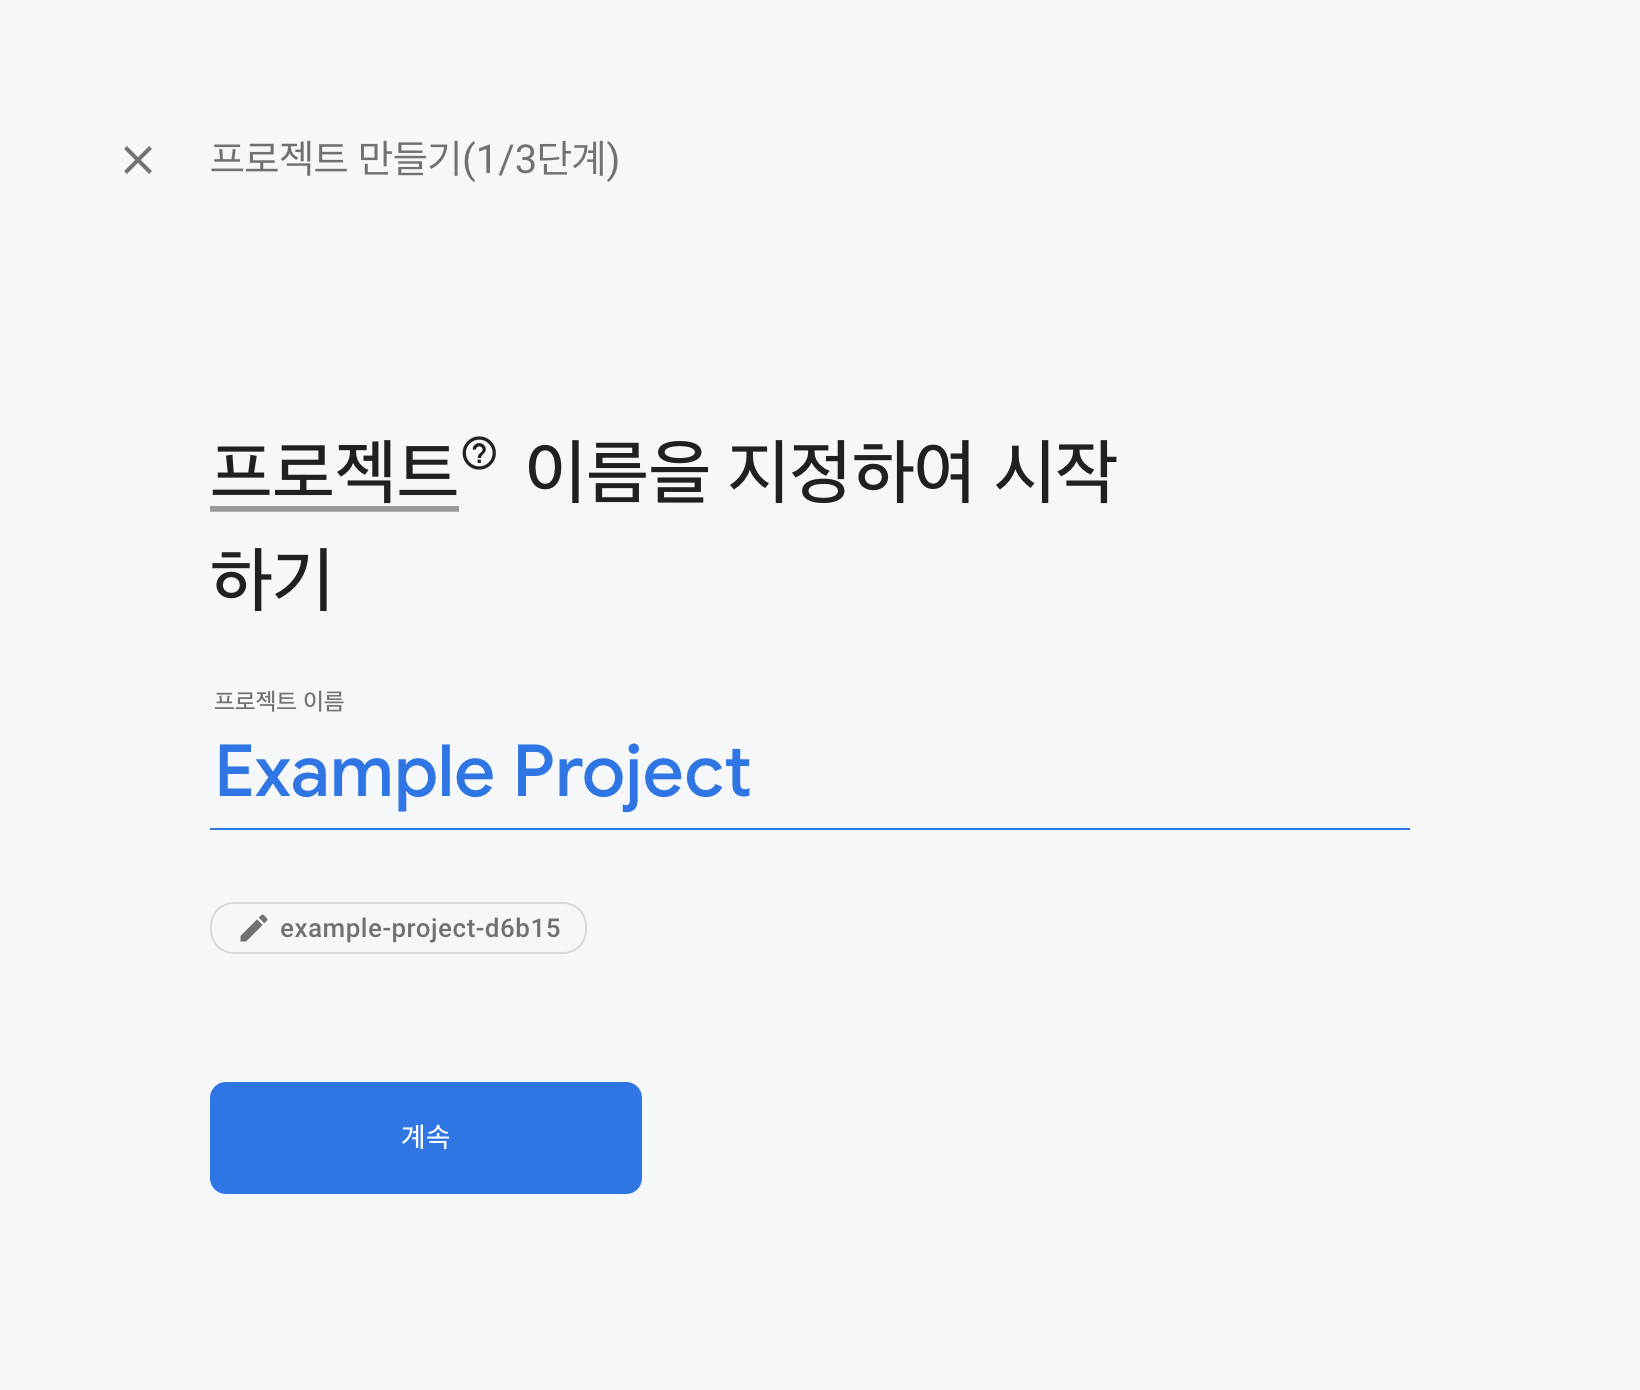 프로젝트 만들기(1/3단계)
프로젝트 이름을 지정하여 시작
하기
프로젝트 이름
Example Project
example-project-d6b15
계속